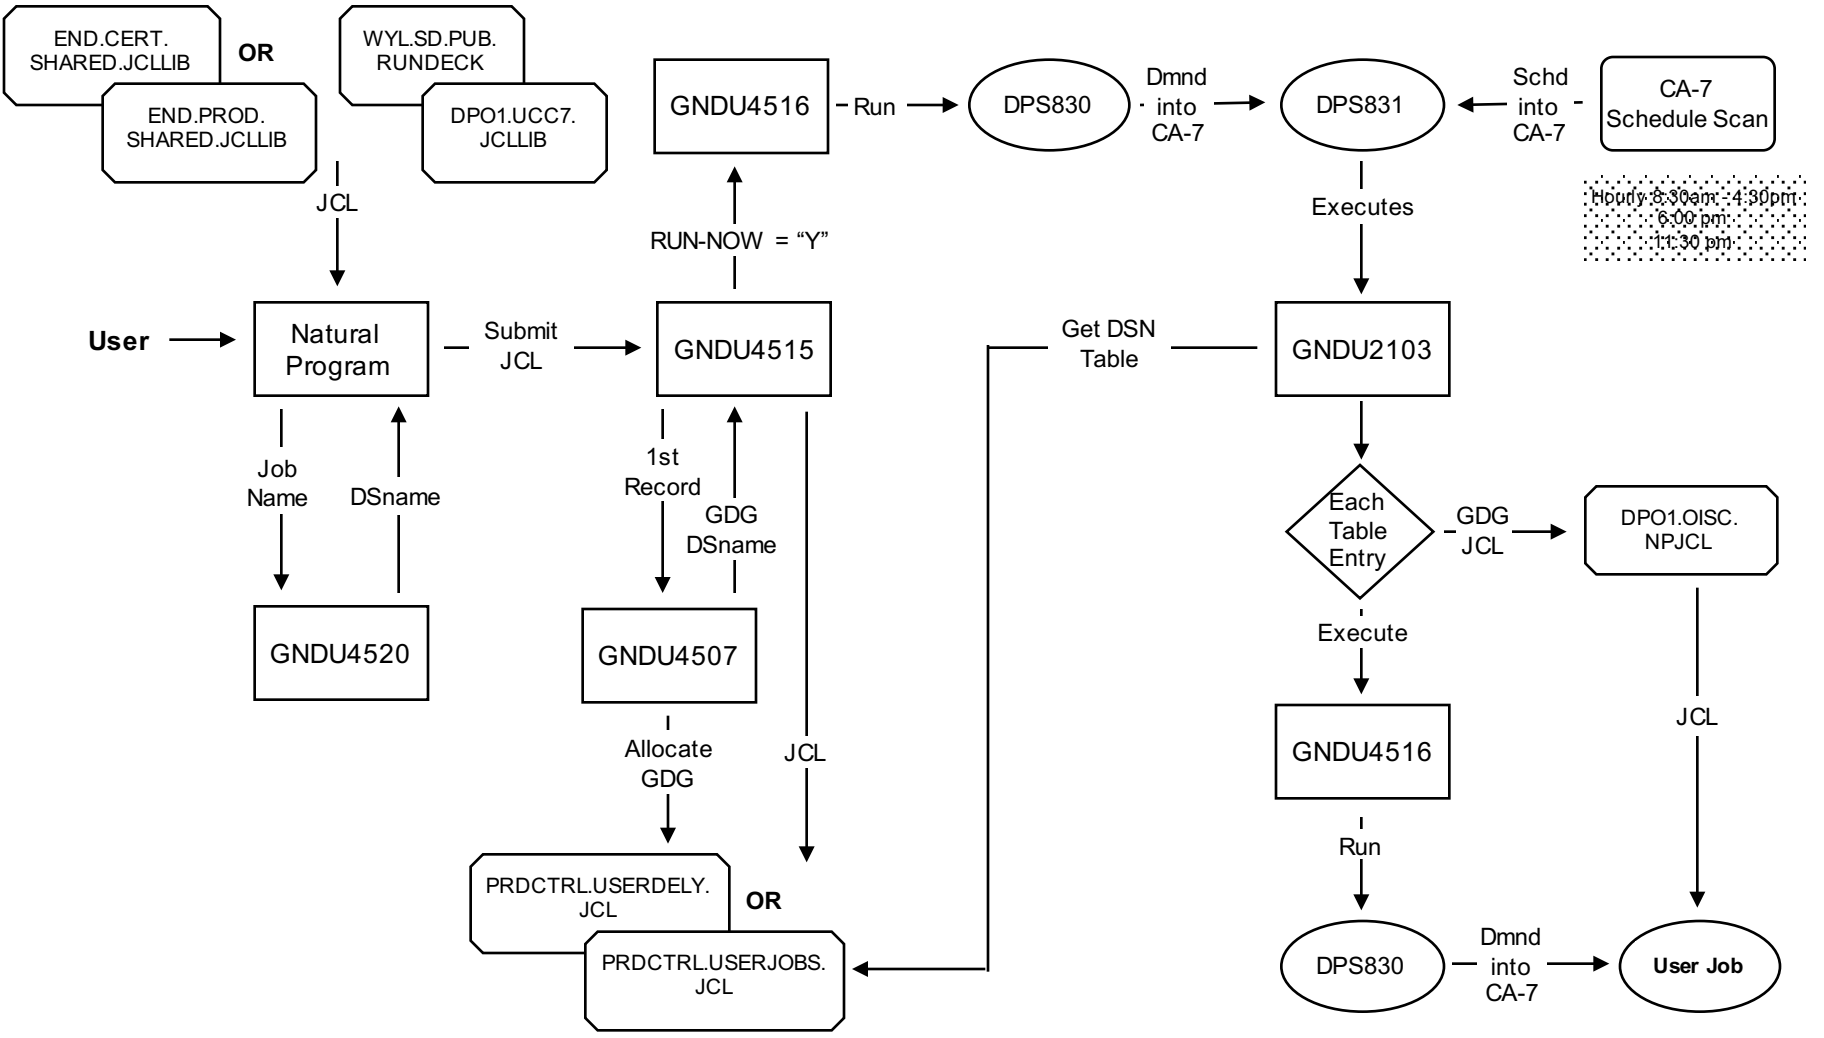 END.CERT.
SHARED.JCLLIB
OR
END.PROD.
SHARED.JCLLIB
WYL.SD.PUB.
RUNDECK
DPO1.UCC7.
JCLLIB
JCL
GNDU4516
Run
DPS830
Dmnd
into
CA-7
DPS831
Schd
into
CA-7
CA-7
Schedule Scan
Hourly 8:30am - 4:30pm
6:00 pm
11:30 pm
RUN-NOW = “Y”
Executes
User
Natural
Program
Submit
JCL
GNDU4515
Get DSN
Table
GNDU2103
Job
Name
DSname
1st
Record
GDG
DSname
Each
Table
Entry
GDG
JCL
DPO1.OISC.
NPJCL
GNDU4520
GNDU4507
Execute
Allocate
GDG
JCL
GNDU4516
JCL
Run
PRDCTRL.USERDELY.
JCL
OR
PRDCTRL.USERJOBS.
JCL
DPS830
Dmnd
into
CA-7
User Job